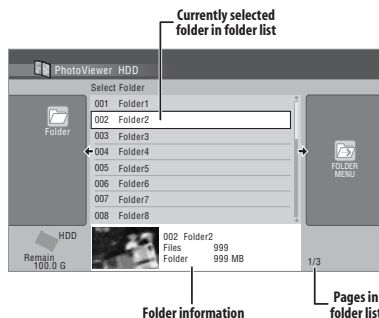 Currently selected
folder in folder list
PhotoViewer HDD
Select Folder
001 Folder1
002 Folder2
003 Folder3
004 Folder4
005 Folder5
006 Folder6
007 Folder7
008 Folder8
Folder
FOLDER
MENU
HDD
Remain
100.0 G
002 Folder2
Files 999
Folder 999 MB
1/3
Folder information
Pages in
folder list